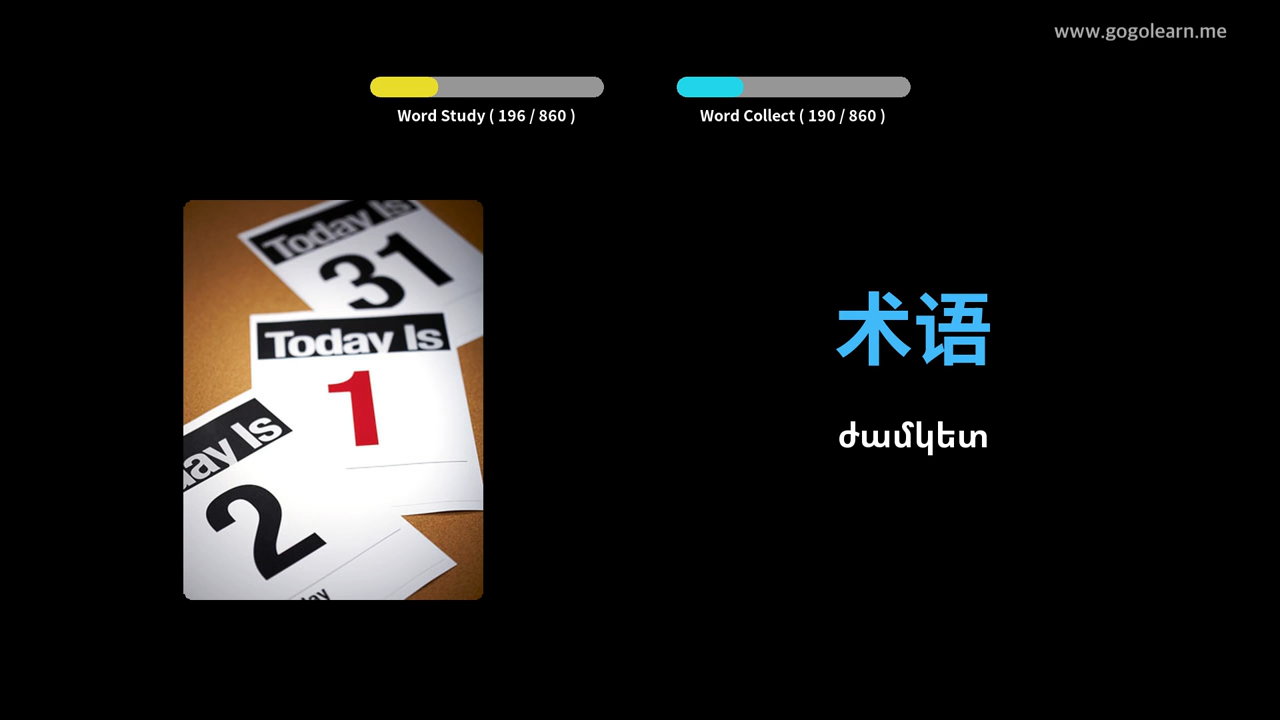 www.gogolearn.me
Word Study ( 196 / 860 )
Word Collect ( 190 / 860 )
Today Is
31
Today Is
1
day Is
2
术语
ժամկետ